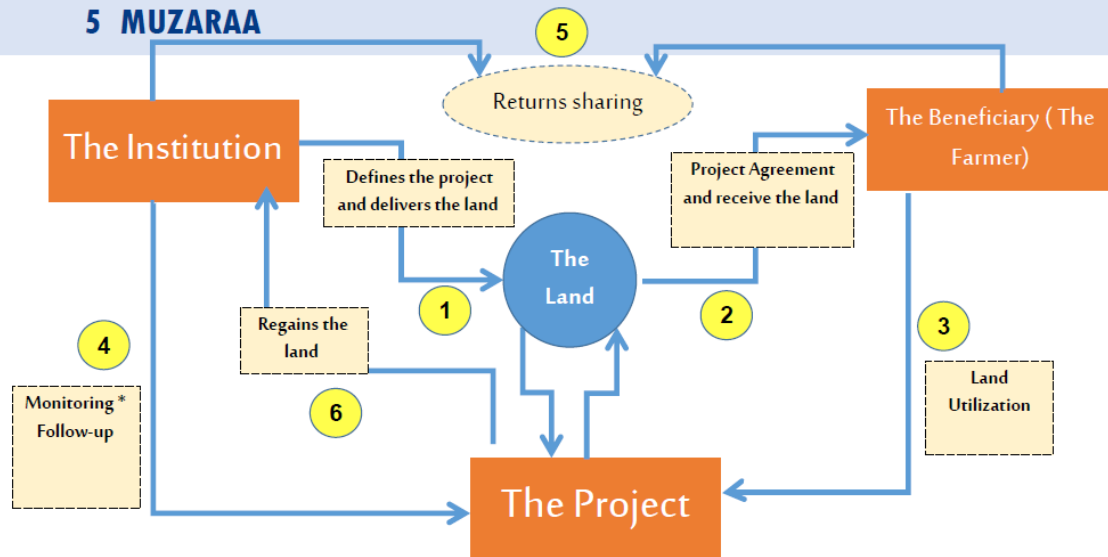 5 MUZARAA
5
Returns sharing
The Institution
The Beneficiary ( The
Farmer)
Defines the project
and delivers the land
Project Agreement
and receive the land
The
Land
1
2
3
4
Regains the
land
6
Monitoring *
Follow-up
Land
Utilization
The Project